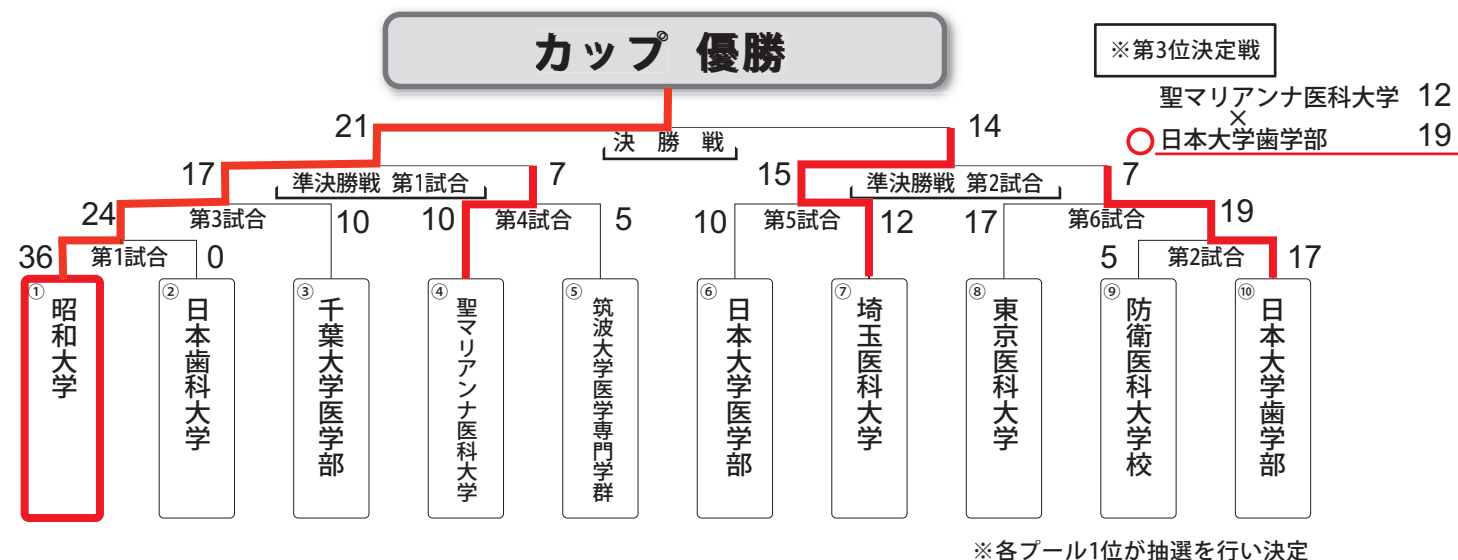 カップ 優勝
※第3位決定戦
聖マリアンナ医科大学 12
×
○日本大学歯学部 19
21 決 勝 戦 14
17 準決勝戦 第1試合 7 15 準決勝戦 第2試合 7
24 第3試合 10 10 第4試合 5 10 第5試合 12 17 第6試合 19
36 第1試合 0 5 第2試合 17
① 昭和大学
② 日本歯科大学
③ 千葉大学医学部
④ 聖マリアンナ医科大学
⑤ 筑波大学医学専門学群
⑥ 日本大学医学部
⑦ 埼玉医科大学
⑧ 東京医科大学
⑨ 防衛医科大学校
⑩ 日本大学歯学部
※各プール1位が抽選を行い決定